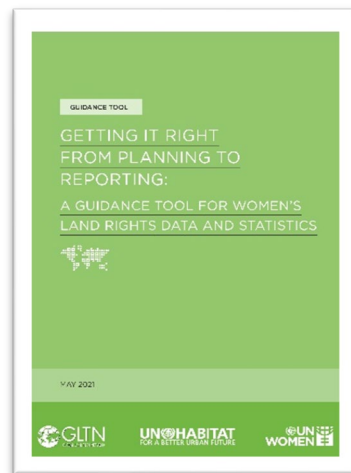 GUIDANCE TOOL
GETTING IT RIGHT
FROM PLANNING TO
REPORTING:
A GUIDANCE TOOL FOR WOMEN'S
LAND RIGHTS DATA AND STATISTICS
MAY 2021
GLTN
UN HABITAT
FOR A BETTER URBAN FUTURE
UN
WOMEN